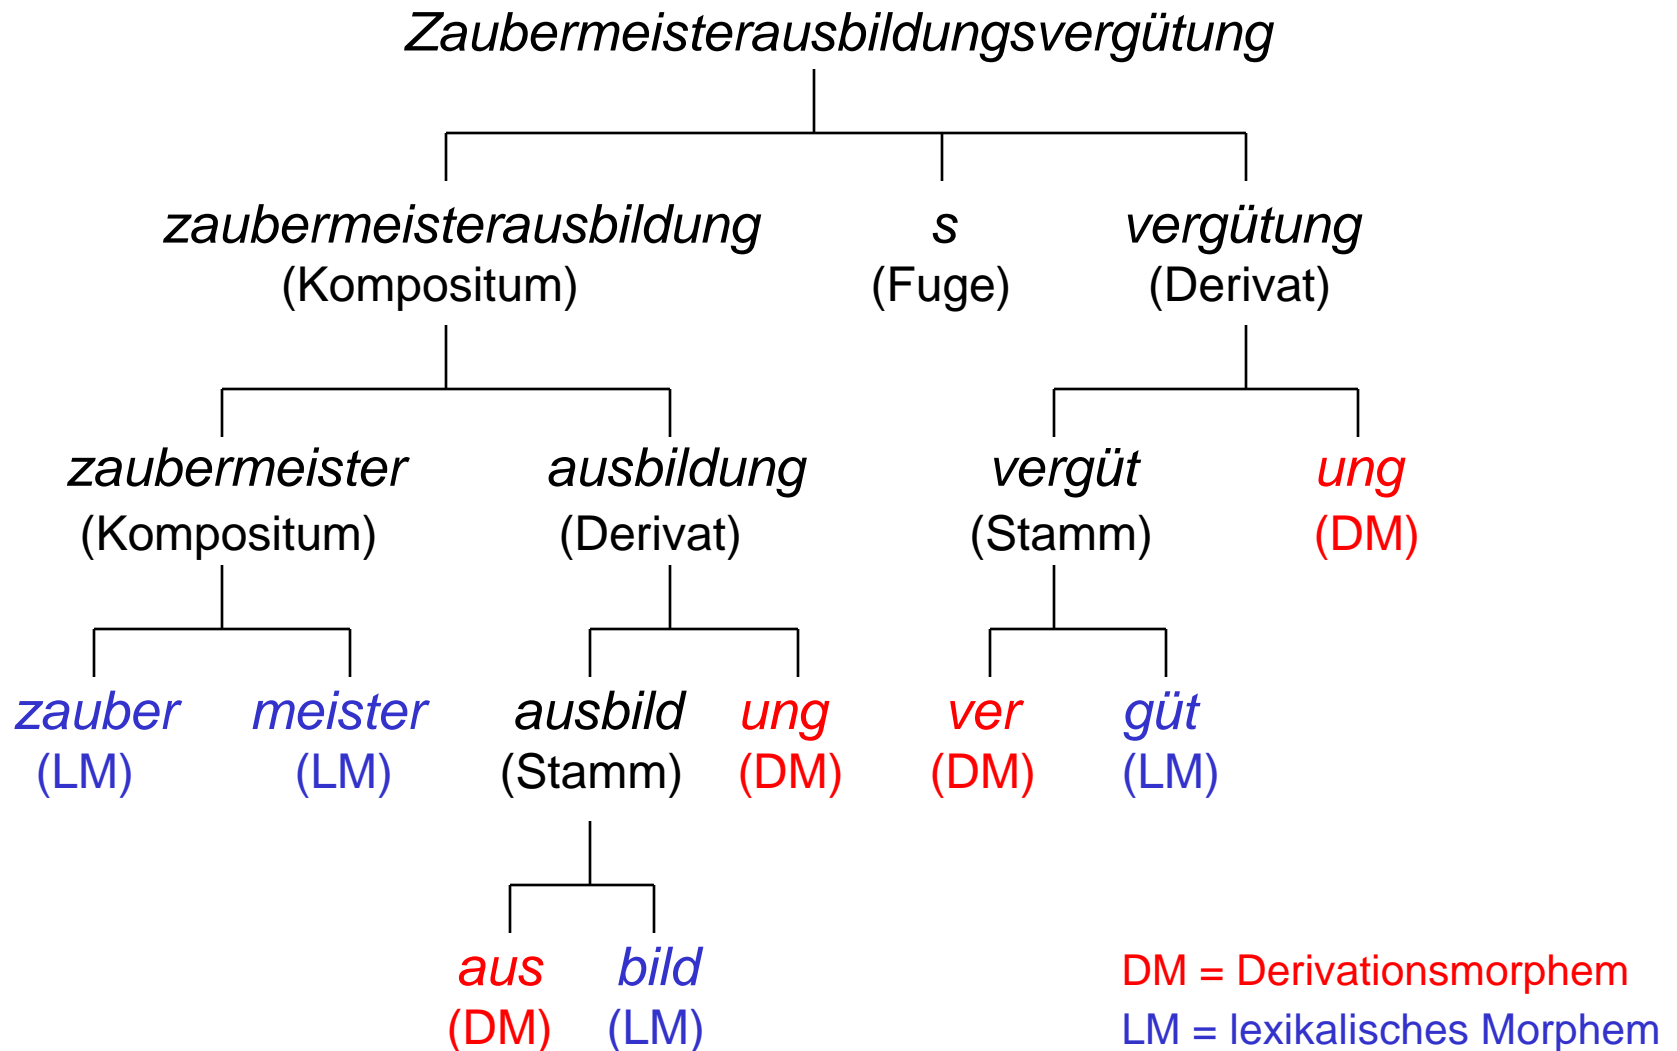 Zaubermeisterausbildungsvergütung
zaubermeisterausbildung s vergütung
(Kompositum) (Fuge) (Derivat)
zaubermeister ausbildung vergüt ung
(Kompositum) (Derivat) (Stamm) (DM)
zauber meister ausbild ung ver güt
(LM) (LM) (Stamm) (DM) (DM) (LM)
aus bild
(DM) (LM)
DM = Derivationsmorphem
LM = lexikalisches Morphem